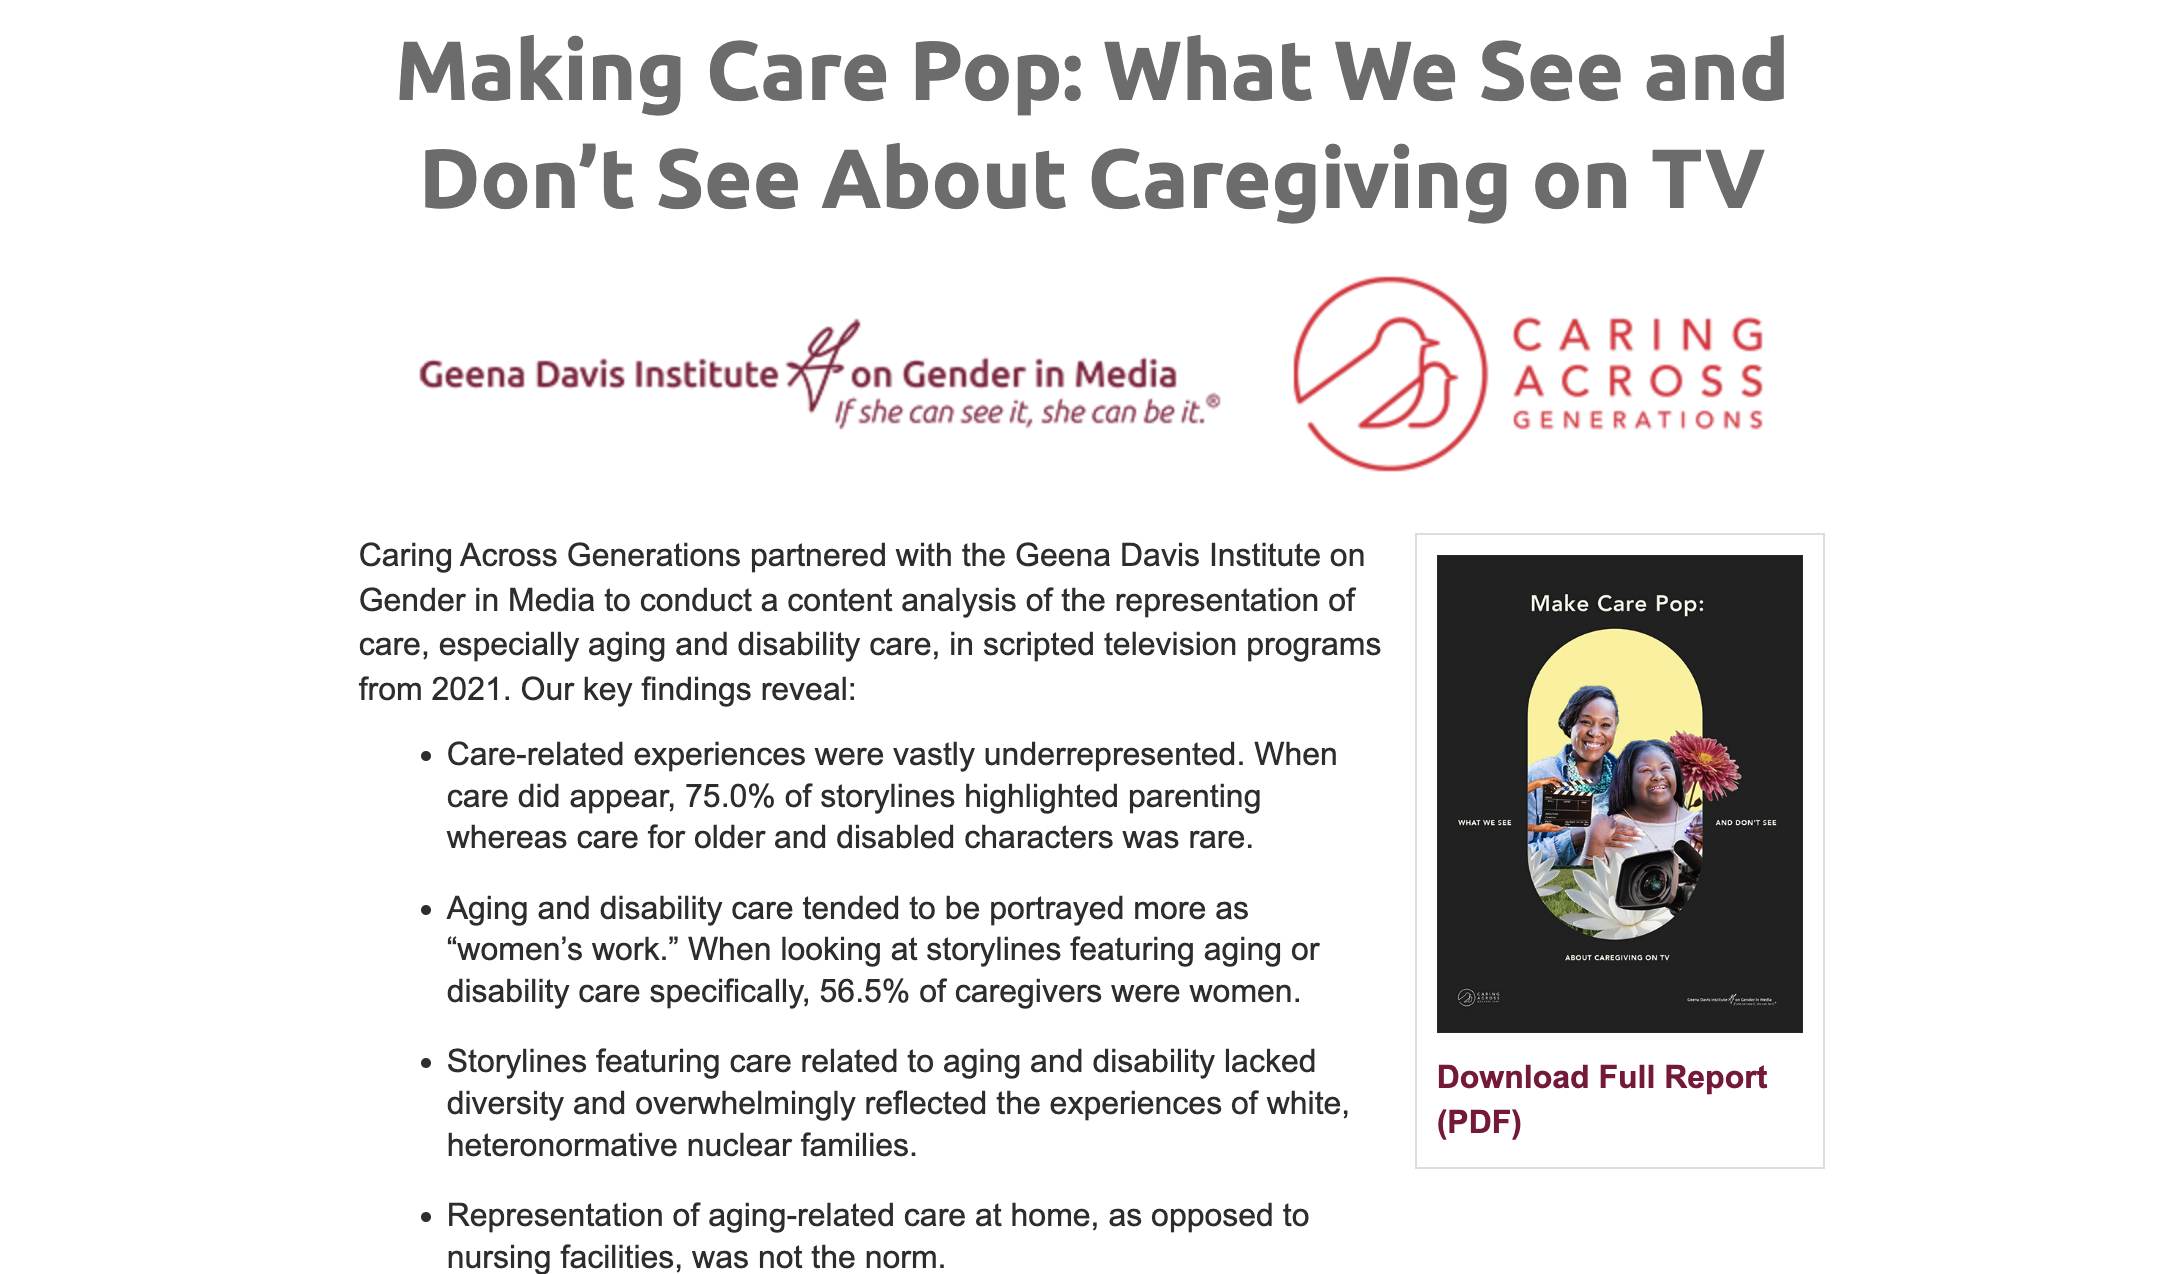 Making Care Pop: What We See and
Don’t See About Caregiving on TV
Geena Davis Institute on Gender in Media
If she can see it, she can be it.®
CARING
ACROSS
GENERATIONS
Caring Across Generations partnered with the Geena Davis Institute on
Gender in Media to conduct a content analysis of the representation of
care, especially aging and disability care, in scripted television programs
from 2021. Our key findings reveal:
• Care-related experiences were vastly underrepresented. When
care did appear, 75.0% of storylines highlighted parenting
whereas care for older and disabled characters was rare.
• Aging and disability care tended to be portrayed more as
“women’s work.” When looking at storylines featuring aging or
disability care specifically, 56.5% of caregivers were women.
• Storylines featuring care related to aging and disability lacked
diversity and overwhelmingly reflected the experiences of white,
heteronormative nuclear families.
• Representation of aging-related care at home, as opposed to
nursing facilities, was not the norm.
Make Care Pop:
WHAT WE SEE
AND DON'T SEE
ABOUT CAREGIVING ON TV
CARING
ACROSS
GENERATIONS
Geena Davis Institute on Gender in Media
Download Full Report
(PDF)